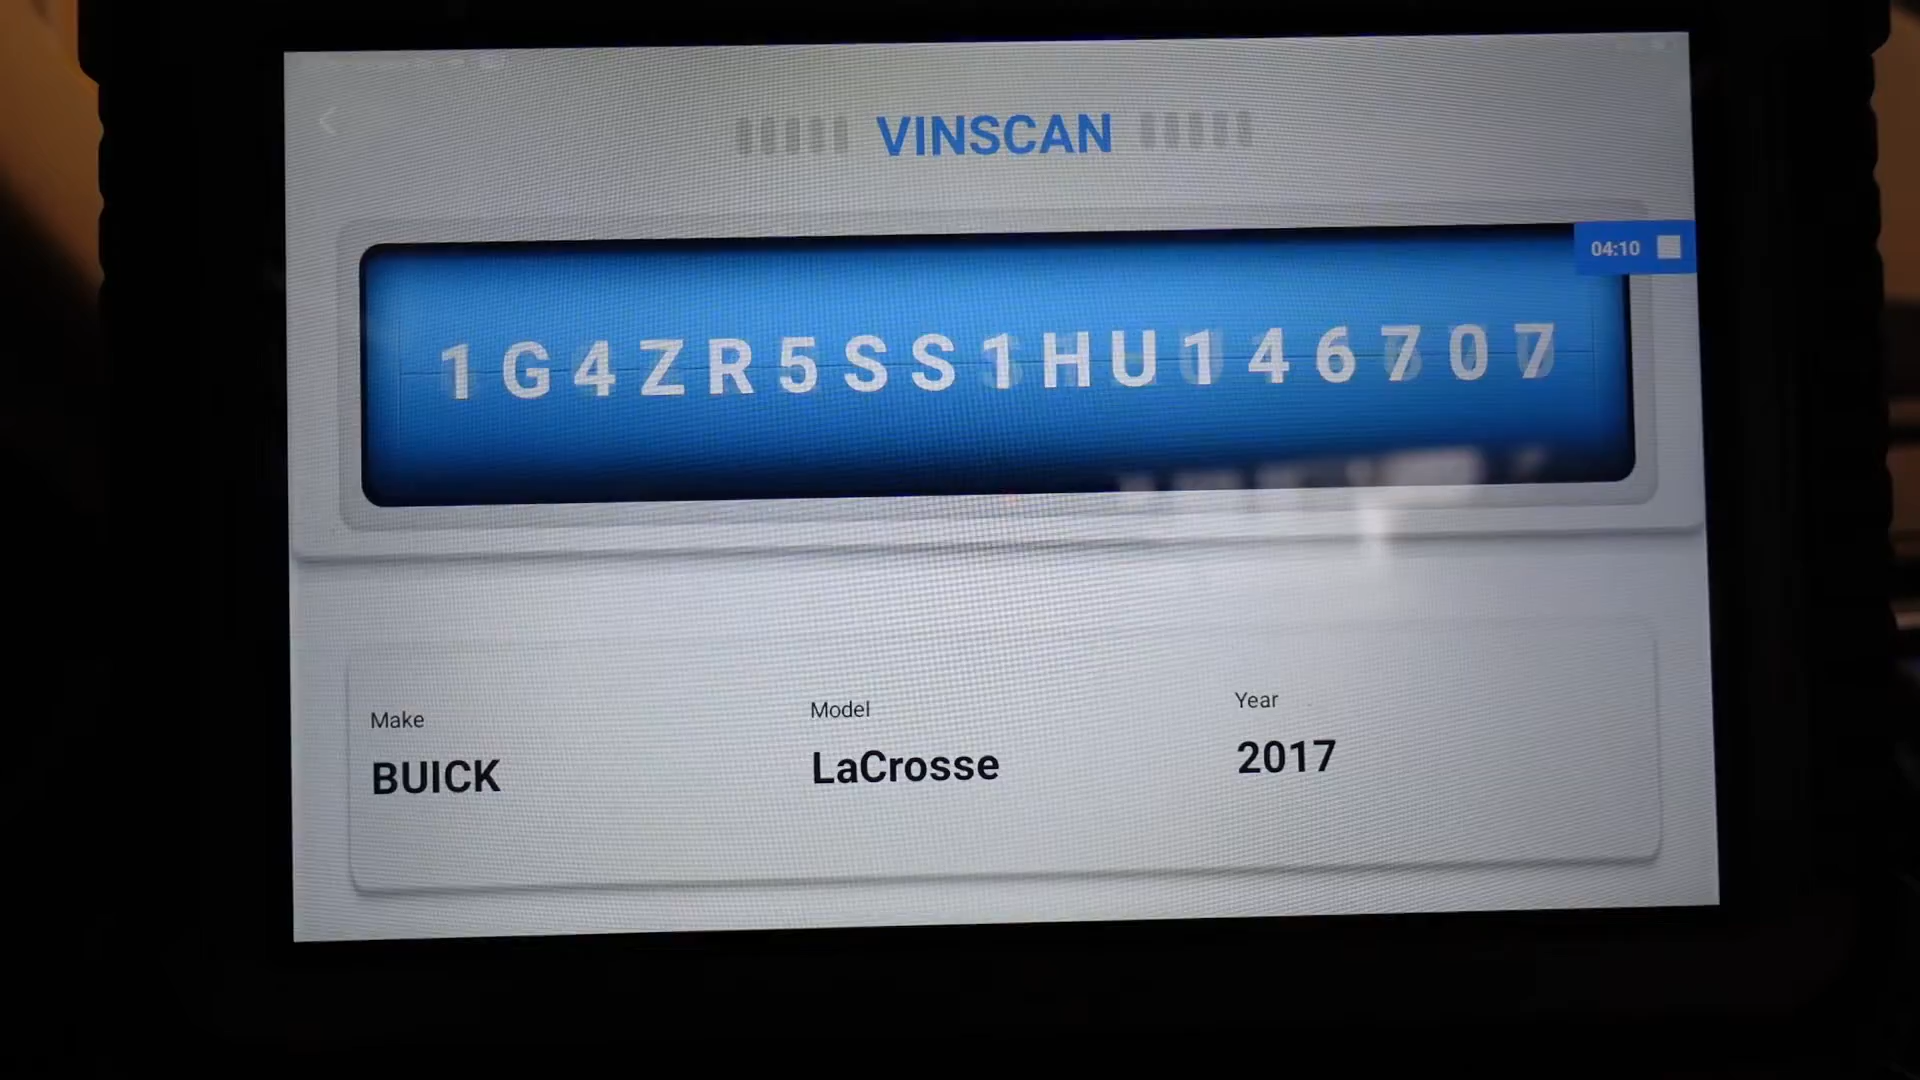 VINSCAN
04:10
1G4ZR5SS1HU146707
Make
Model
Year
BUICK
LaCrosse
2017